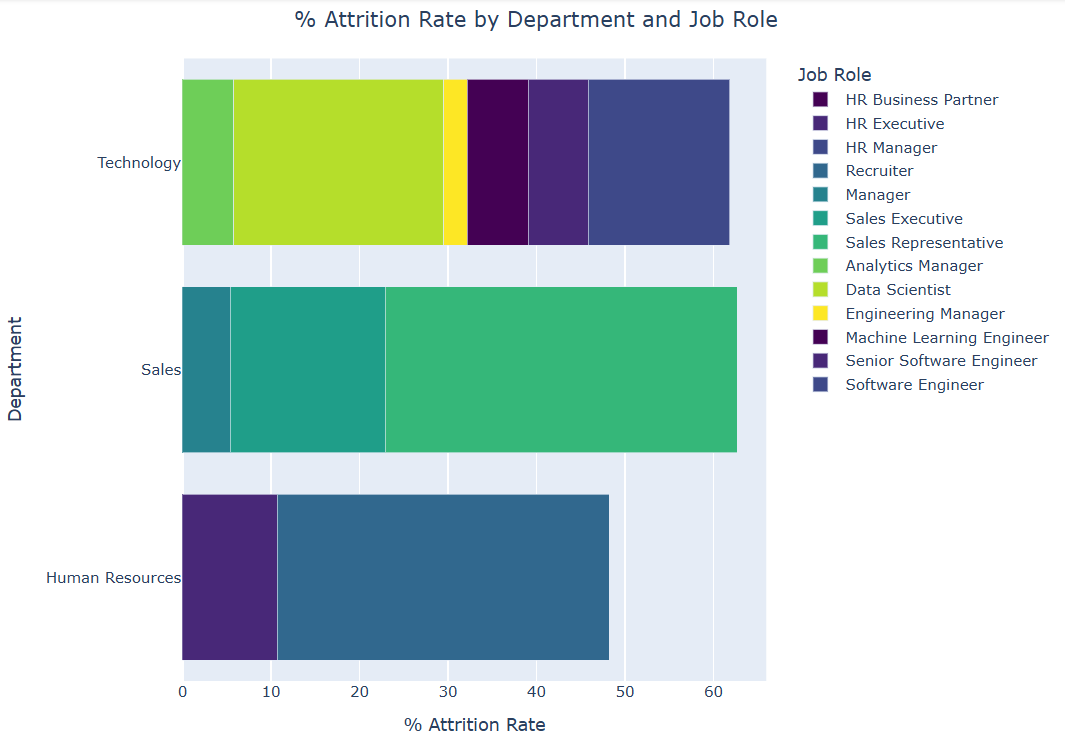 % Attrition Rate by Department and Job Role
Job Role
HR Business Partner
HR Executive
HR Manager
Recruiter
Manager
Sales Executive
Sales Representative
Analytics Manager
Data Scientist
Engineering Manager
Machine Learning Engineer
Senior Software Engineer
Software Engineer
Department
Technology
Sales
Human Resources
0 10 20 30 40 50 60
% Attrition Rate